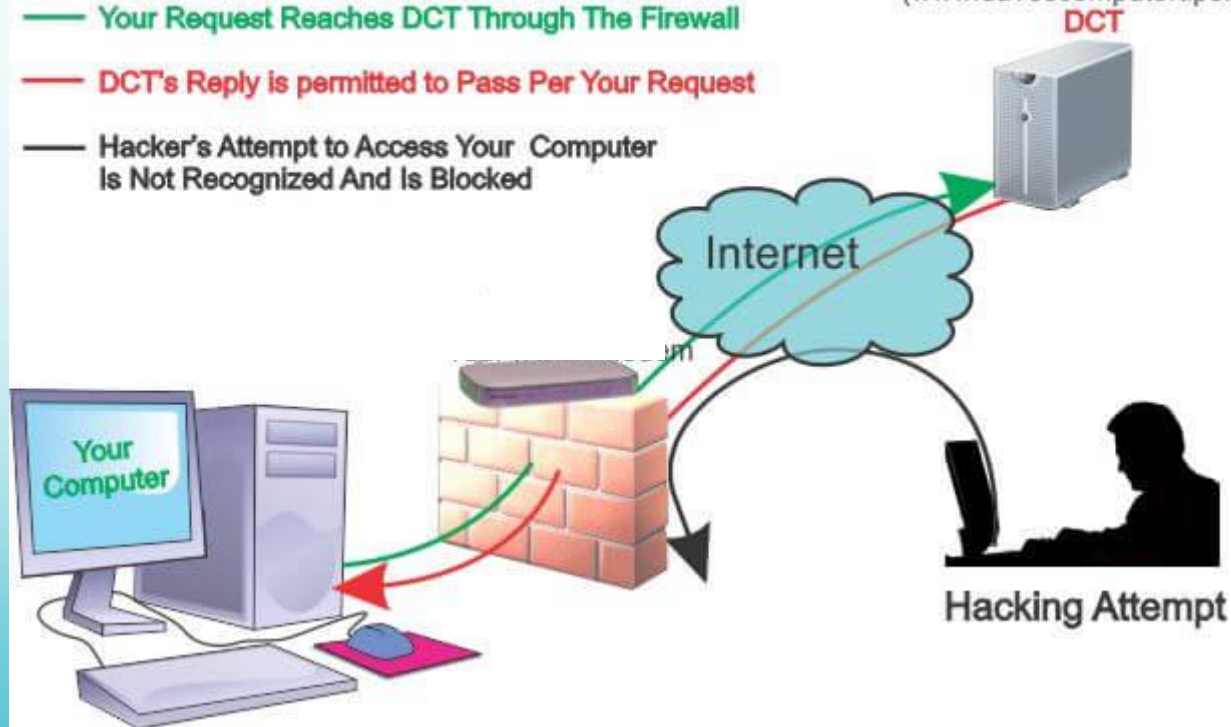 Your Request Reaches DCT Through The Firewall
DCT
DCT's Reply is permitted to Pass Per Your Request
Hacker's Attempt to Access Your Computer
Is Not Recognized And Is Blocked
Internet
Your
Computer
Hacking Attempt